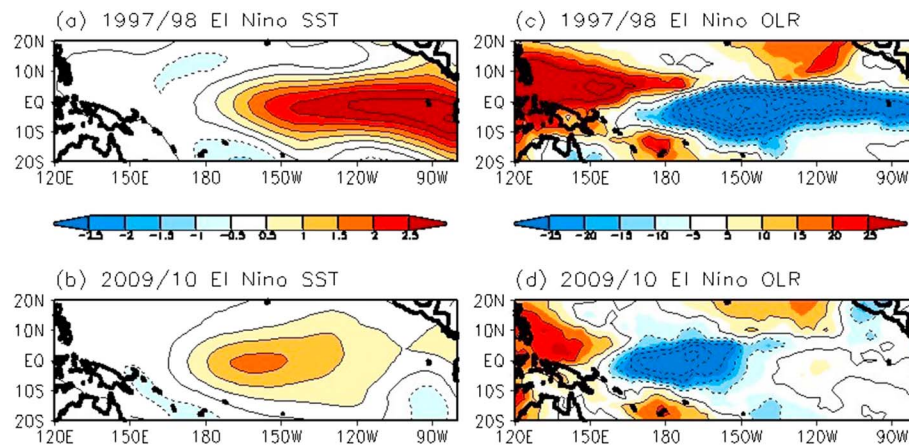 (a) 1997/98 El Nino SST
20N
10N
EQ
10S
20S
120E 150E 180 150W 120W 90W
-2.5 -2 -1.5 -1 -0.5 0.5 1 1.5 2 2.5
(c) 1997/98 El Nino OLR
20N
10N
EQ
10S
20S
120E 150E 180 150W 120W 90W
-25 -20 -15 -10 -5 5 10 15 20 25
(b) 2009/10 El Nino SST
20N
10N
EQ
10S
20S
120E 150E 180 150W 120W 90W
(d) 2009/10 El Nino OLR
20N
10N
EQ
10S
20S
120E 150E 180 150W 120W 90W